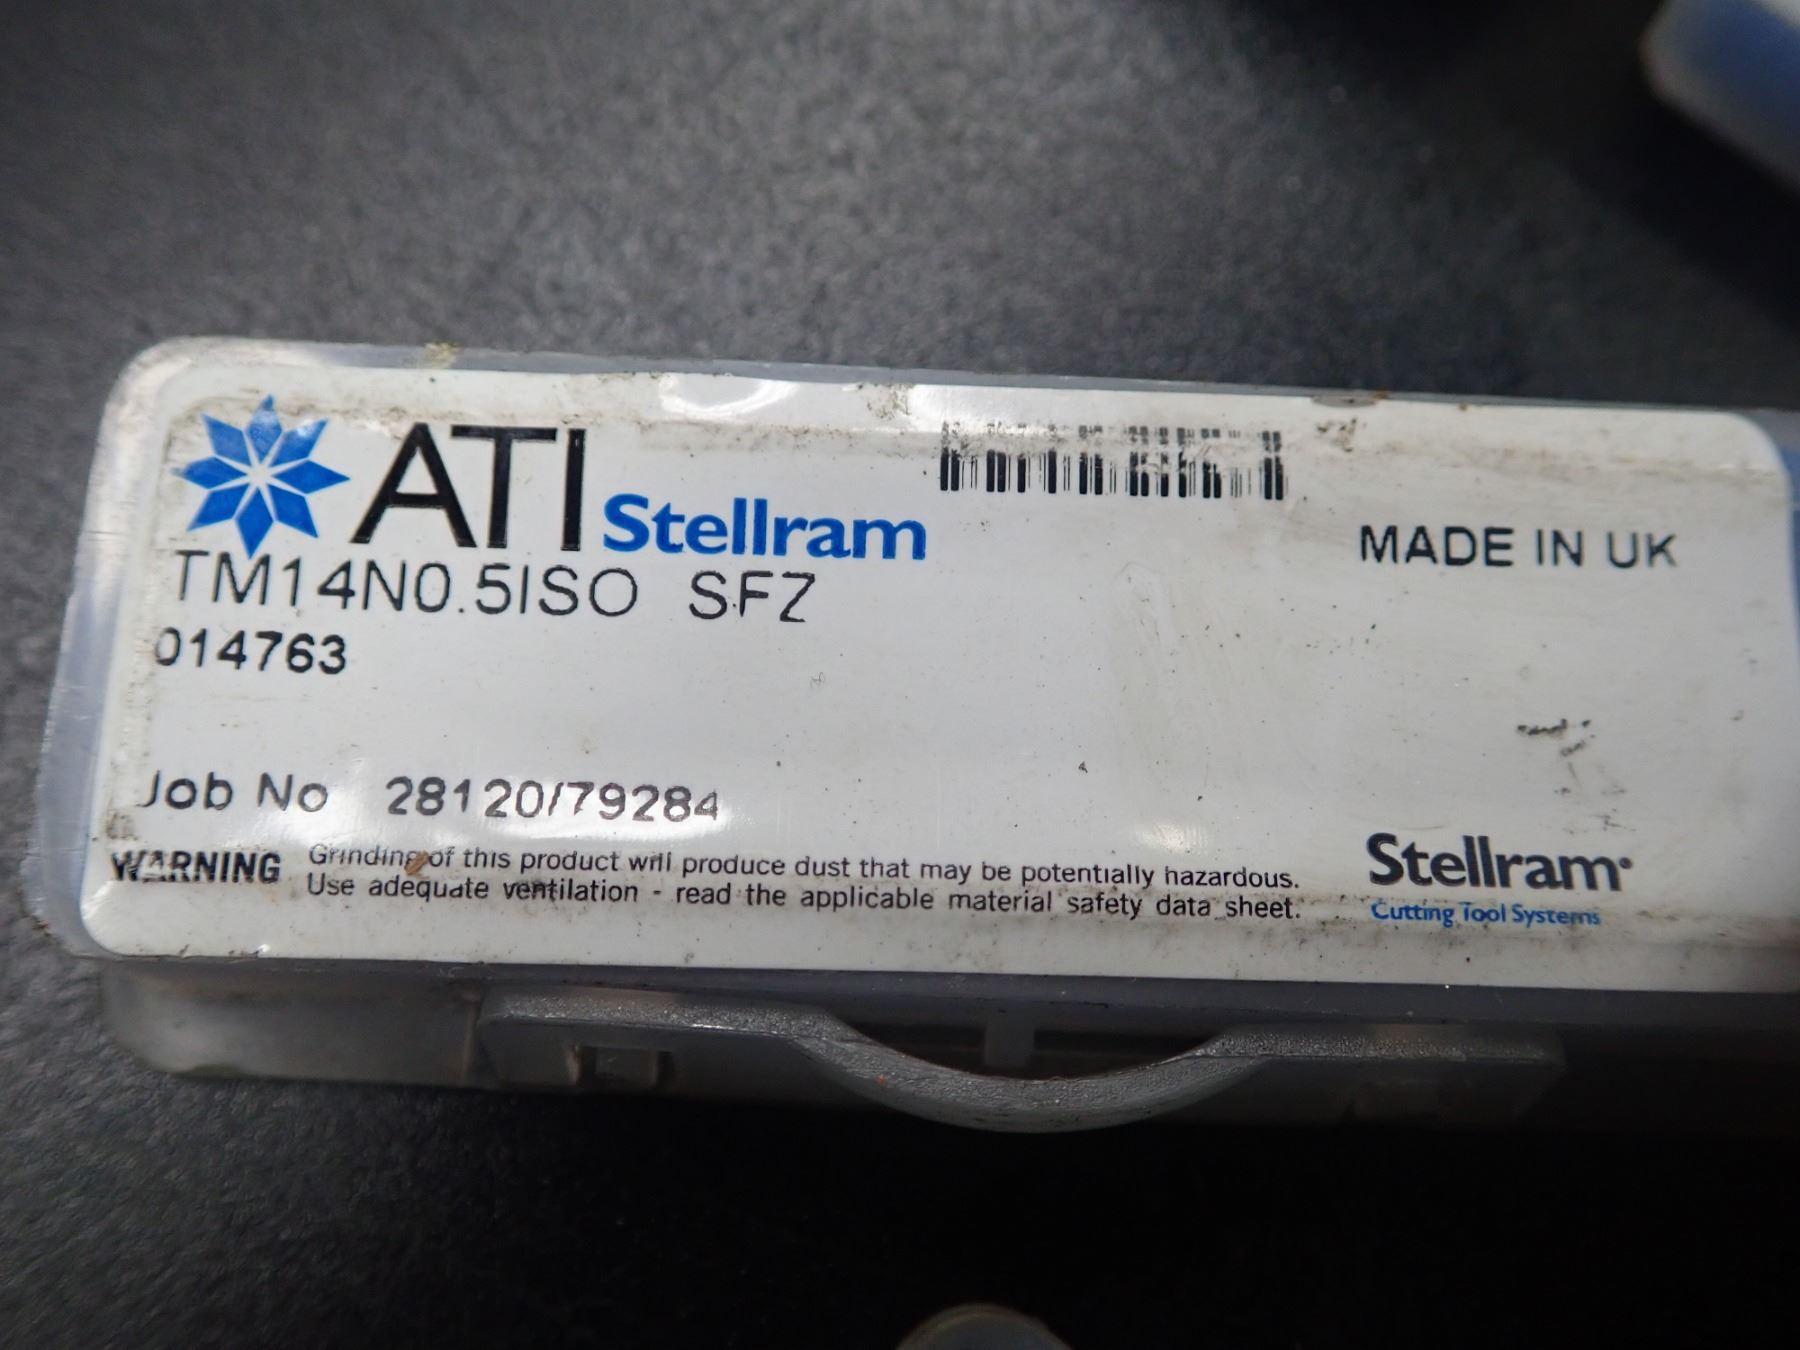 ATI Stellram
MADE IN UK
TM14N0.5ISO SFZ
014763
Job No 28120/79284
WARNING Grinding of this product will produce dust that may be potentially hazardous.
Use adequate ventilation - read the applicable material safety data sheet.
Stellram
Cutting Tool Systems